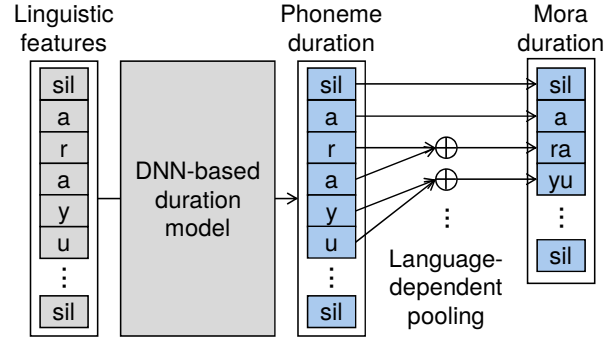 Linguistic
features
sil
a
r
a
y
u
⋮
sil
DNN-based
duration
model
Phoneme
duration
sil
a
r
a
y
u
⋮
sil
⋮
Language-
dependent
pooling
Mora
duration
sil
a
ra
yu
⋮
sil